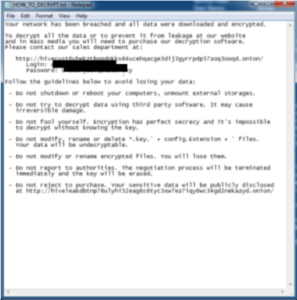 HOW_TO_DECRYPT.txt - Notepad
File Edit Format View Help
Your network has been breached and all data were downloaded and encrypted.
To decrypt all the data or to prevent it from leakage at our website
and in mass media you will need to purchase our decryption software.
Please contact our sales department at:
Login:
Password:
Follow the guidelines below to avoid losing your data:
- Do not shutdown or reboot your computers, unmount external storages.
- Do not try to decrypt data using third party software. It may cause
irreversible damage.
- Do not fool yourself. Encryption has perfect secrecy and it's impossible
to decrypt without knowing the key.
- Do not modify, rename or delete *.key.` + config.Extension + ` files.
Your data will be undecryptable.
- Do not modify or rename encrypted files. You will lose them.
- Do not report to authorities. The negotiation process will be terminated
immediately and the key will be erased.
- Do not reject to purchase. Your sensitive data will be publicly disclosed
at